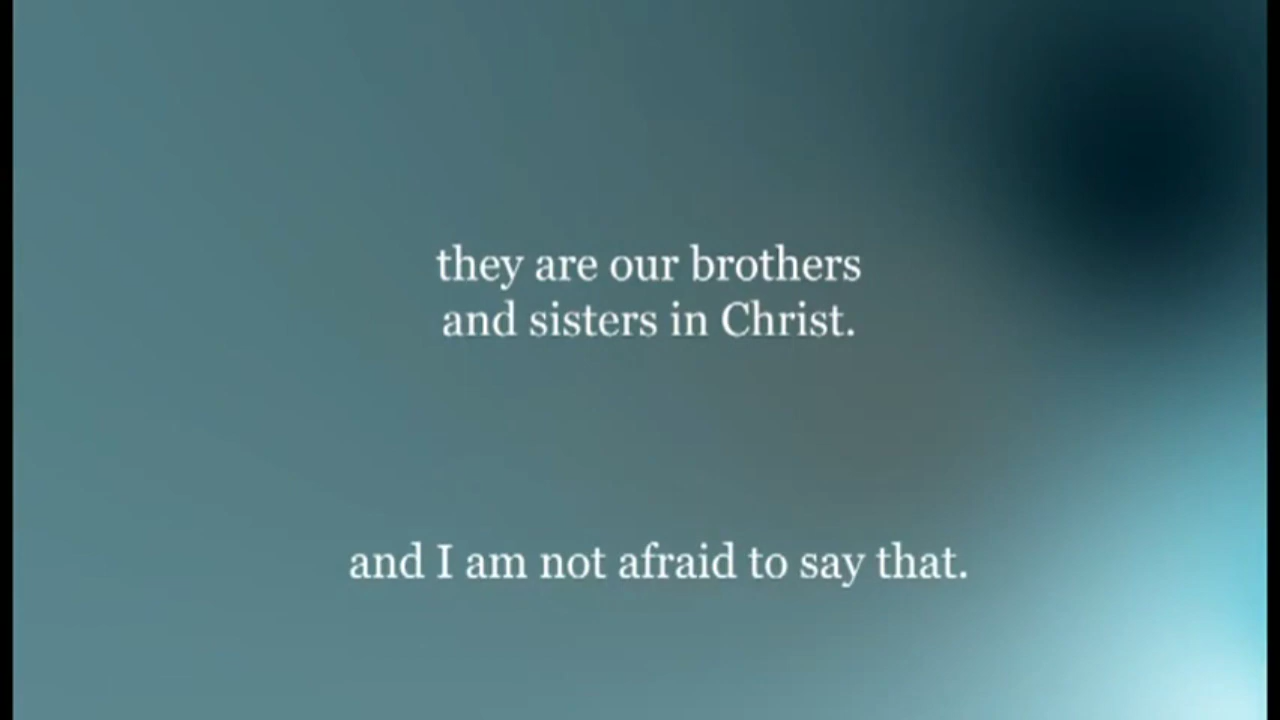 they are our brothers
and sisters in Christ.
and I am not afraid to say that.